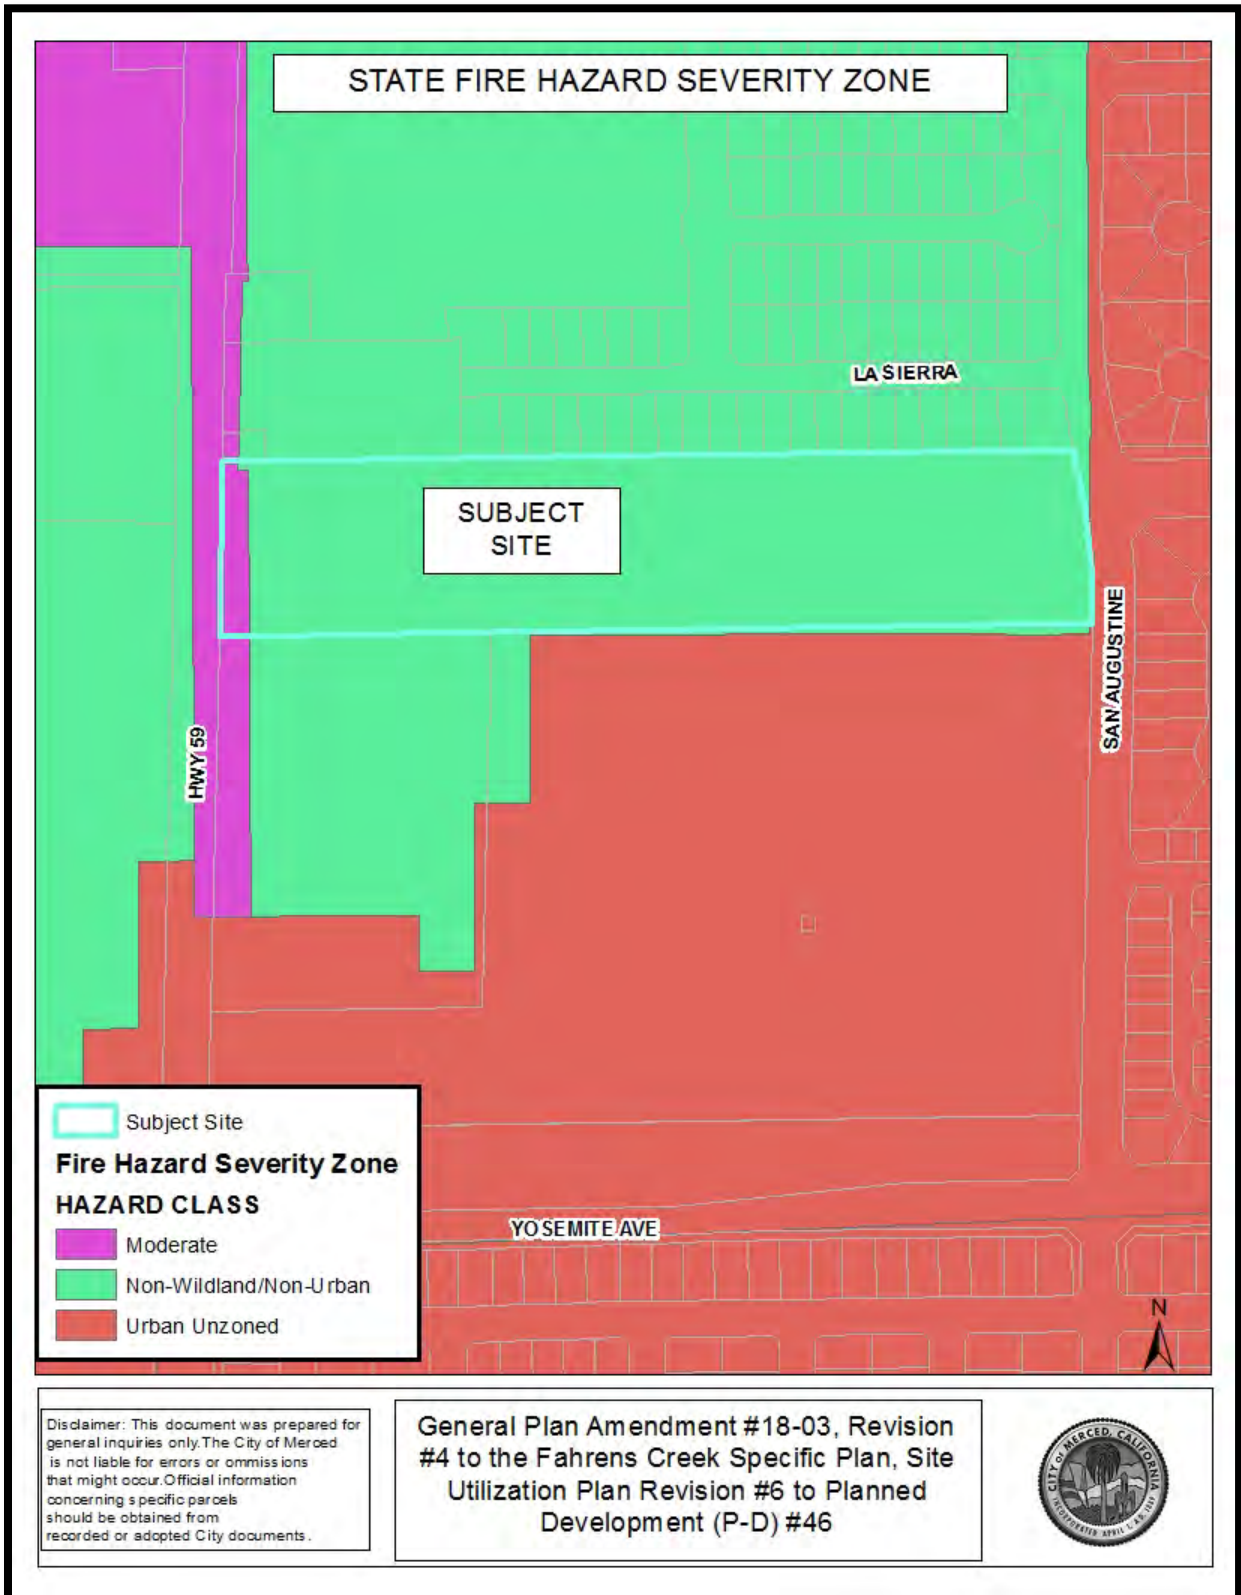 STATE FIRE HAZARD SEVERITY ZONE
LA SIERRA
SUBJECT
SITE
SAN AUGUSTINE
HWY 59
Subject Site
Fire Hazard Severity Zone
HAZARD CLASS
Moderate
Non-Wildland/Non-Urban
Urban Unzoned
YOSEMITE AVE
N
Disclaimer: This document was prepared for
general inquiries only. The City of Merced
is not liable for errors or ommissions
that might occur. Official information
concerning specific parcels
should be obtained from
recorded or adopted City documents.
General Plan Amendment #18-03, Revision
#4 to the Fahrens Creek Specific Plan, Site
Utilization Plan Revision #6 to Planned
Development (P-D) #46
CITY OF MERCED, CALIFORNIA
INCORPORATED APRIL 1, A.D. 1889